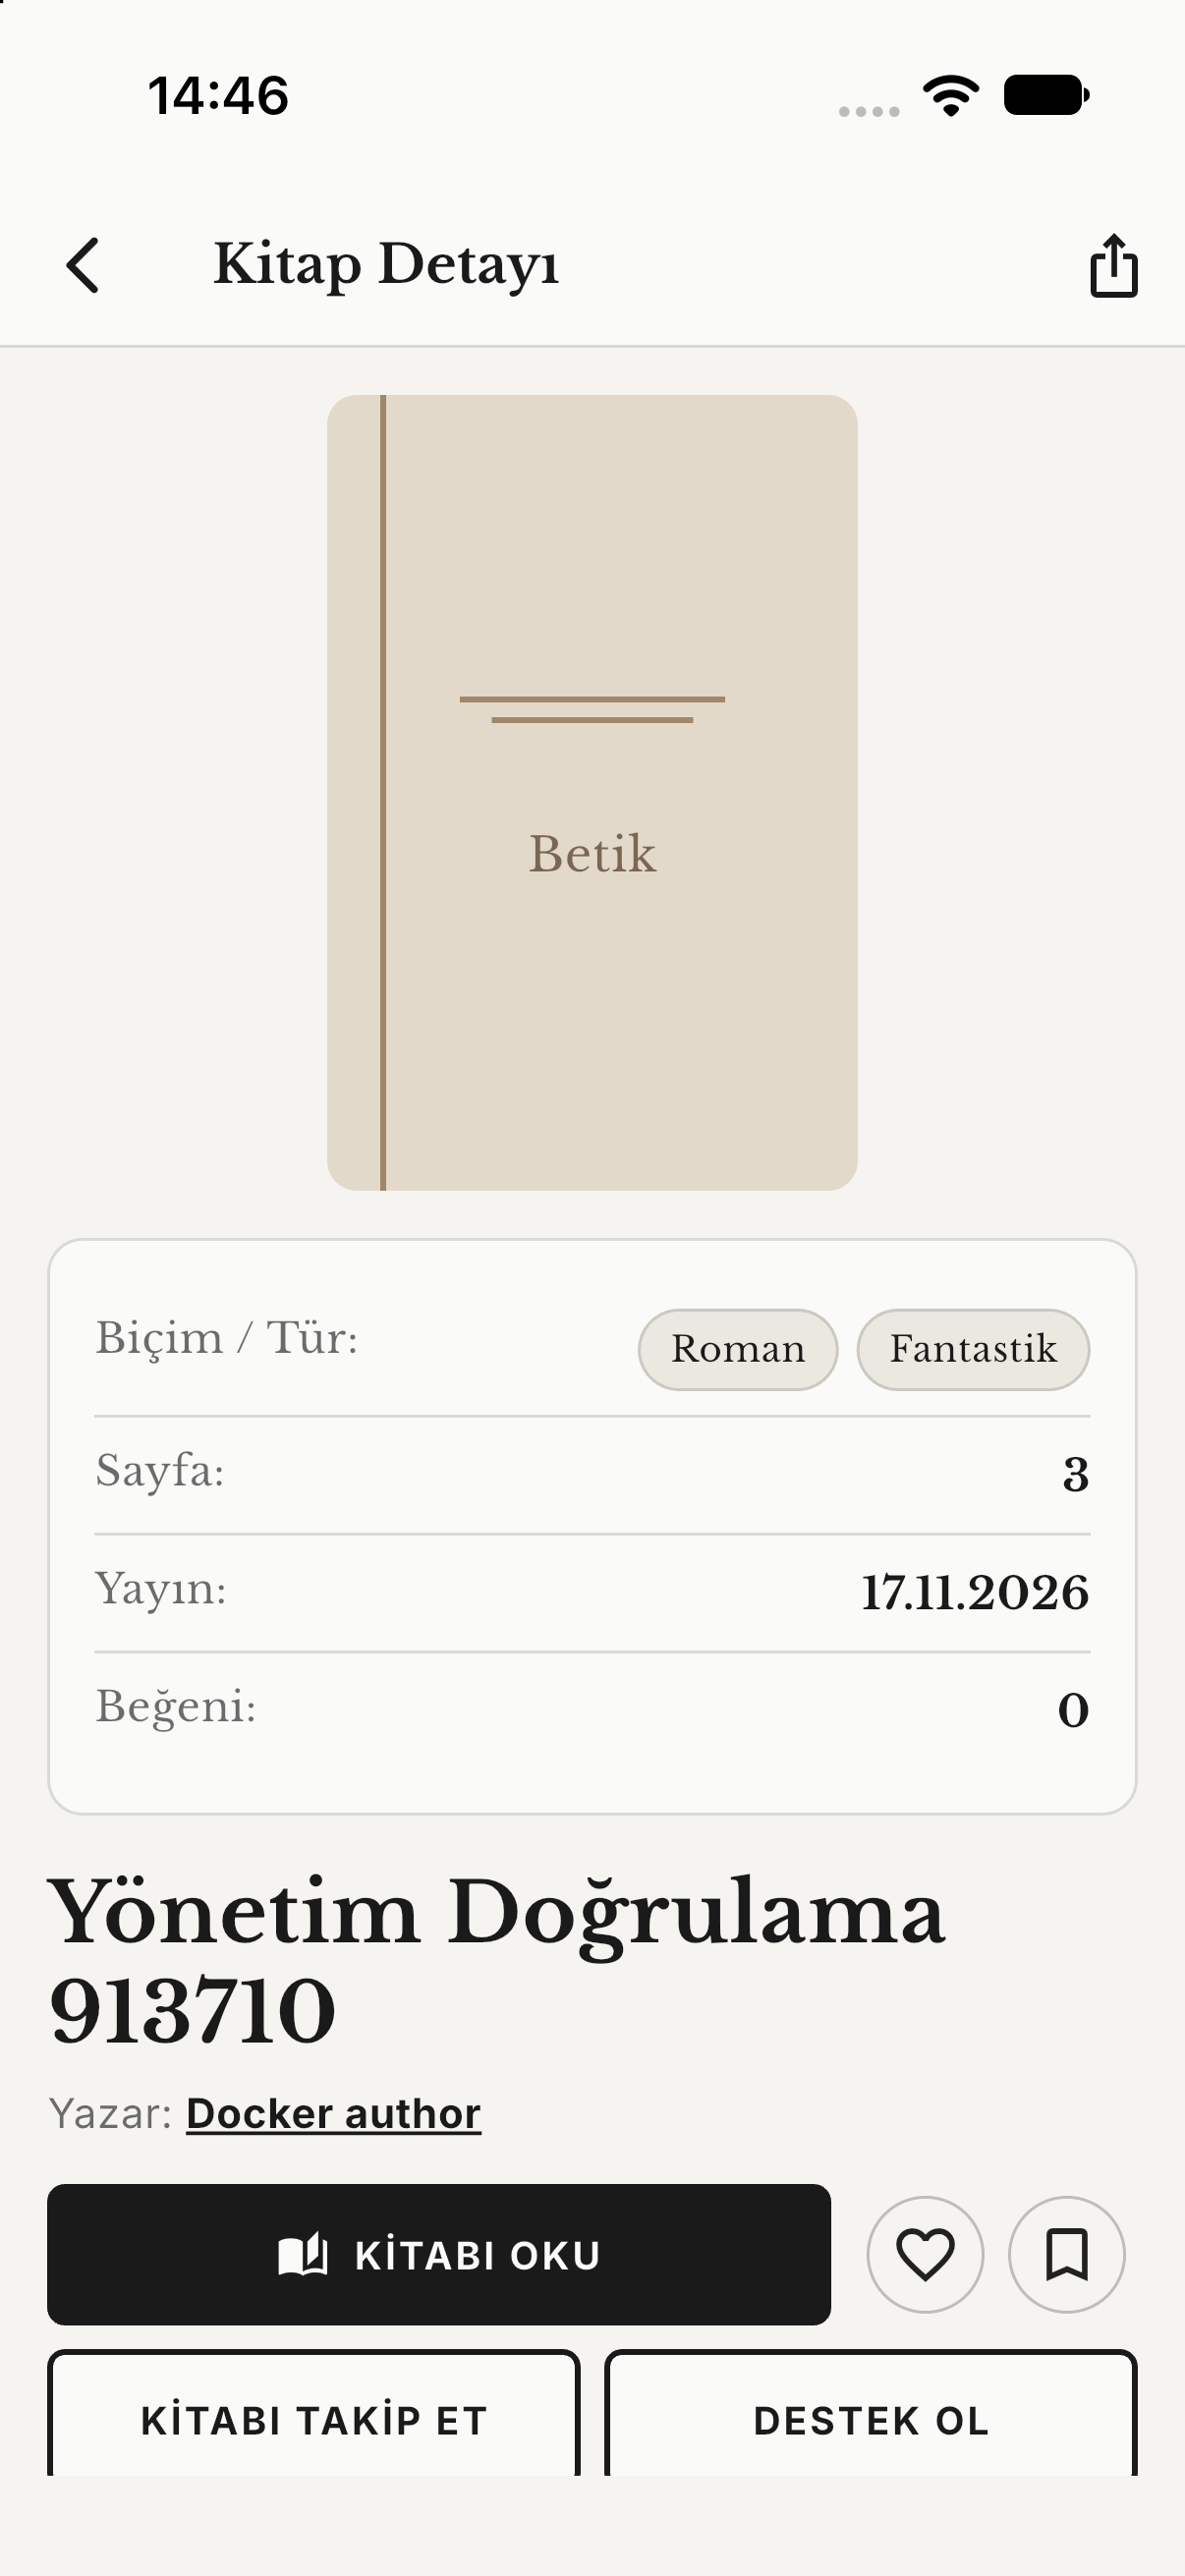 14:46
Kitap Detayı
Betik
Biçim / Tür: Roman Fantastik
Sayfa: 3
Yayın: 17.11.2026
Beğeni: 0
Yönetim Doğrulama
913710
Yazar: Docker author
KİTABI OKU
KİTABI TAKİP ET DESTEK OL